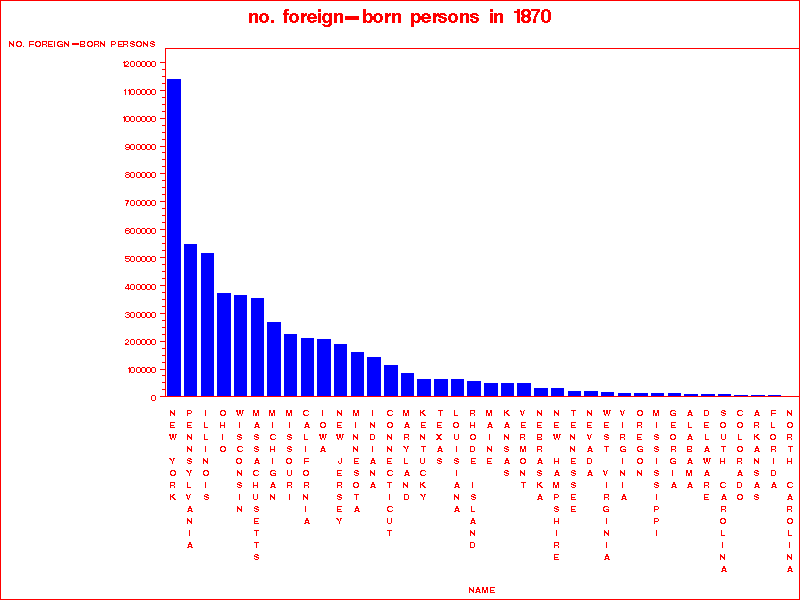 no. foreign-born persons in 1870
NO. FOREIGN-BORN PERSONS
1200000
1100000
1000000
900000
800000
700000
600000
500000
400000
300000
200000
100000
0
NEW YORK
PENNSYLVANIA
ILLINOIS
OHIO
WISCONSIN
MASSACHUSETTS
MICHIGAN
MISSOURI
CALIFORNIA
IOWA
NEW JERSEY
MINNESOTA
INDIANA
CONNECTICUT
MARYLAND
KENTUCKY
TEXAS
LOUISIANA
RHODE ISLAND
MAINE
KANSAS
VERMONT
NEBRASKA
NEW HAMPSHIRE
TENNESSEE
NEVADA
WEST VIRGINIA
VIRGINIA
OREGON
MISSISSIPPI
GEORGIA
ALABAMA
DELAWARE
SOUTH CAROLINA
COLORADO
ARKANSAS
FLORIDA
NORTH CAROLINA
NAME